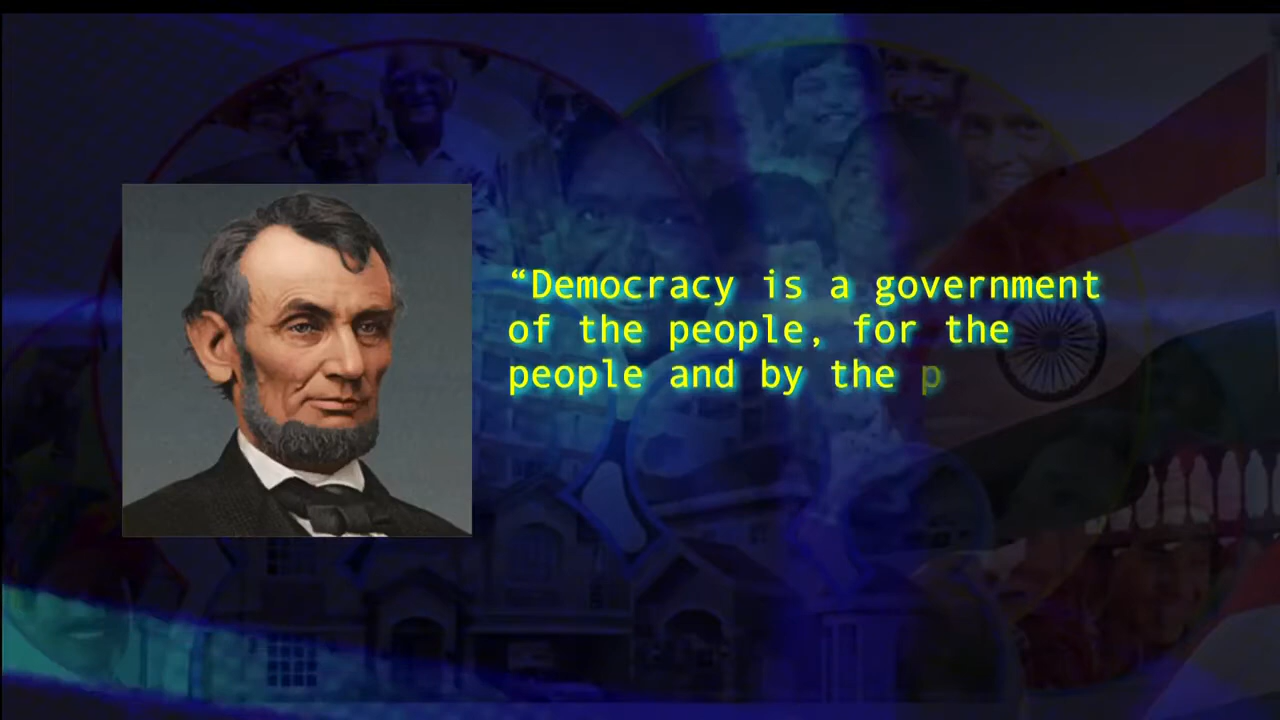 “Democracy is a government
of the people, for the
people and by the p